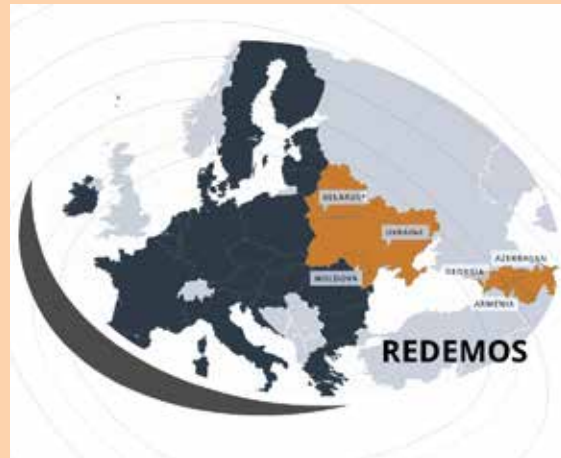 BELARUS*
UKRAINE
MOLDOVA
AZERBAIJAN
GEORGIA
ARMENIA
REDEMOS